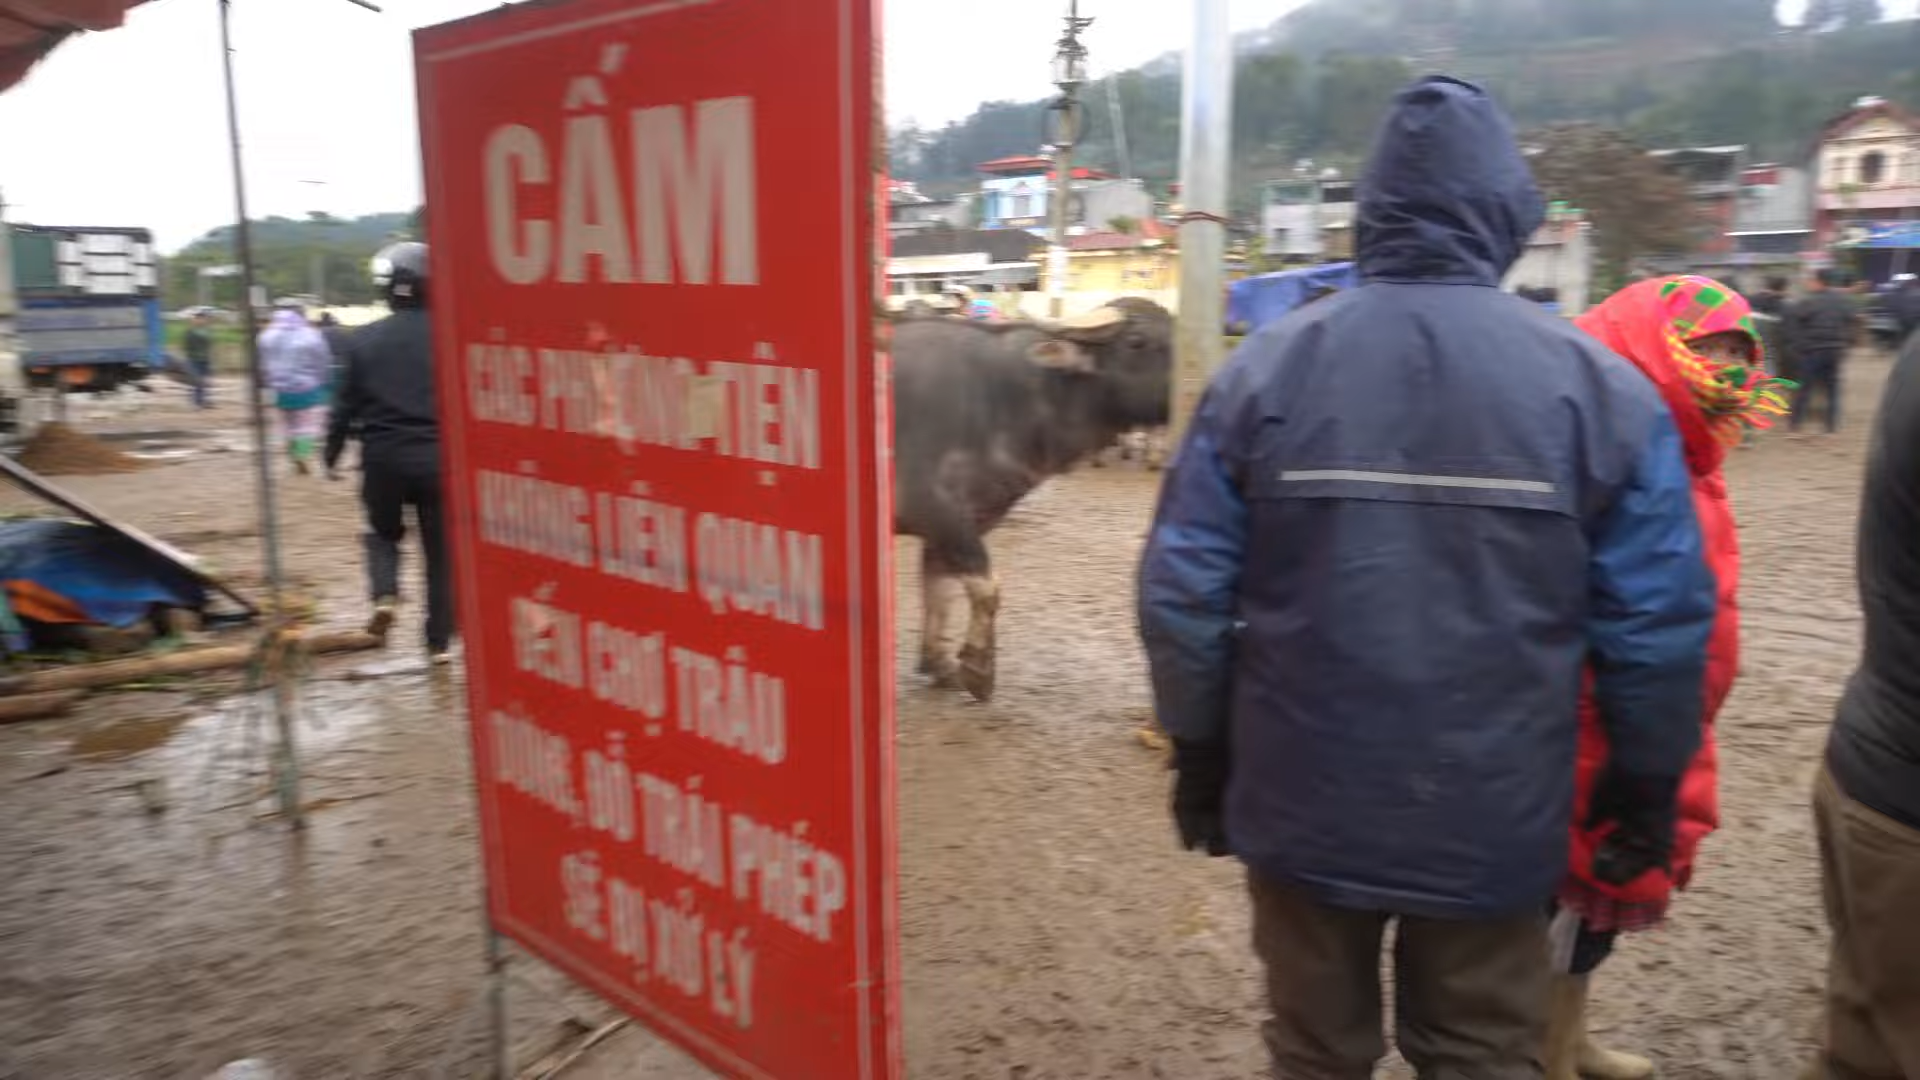 CẤM
CÁC PHƯƠNG TIỆN
KHÔNG LIÊN QUAN
ĐẾN CHỢ TRÂU
DỪNG, ĐỖ TRÁI PHÉP
SẼ BỊ XỬ LÝ